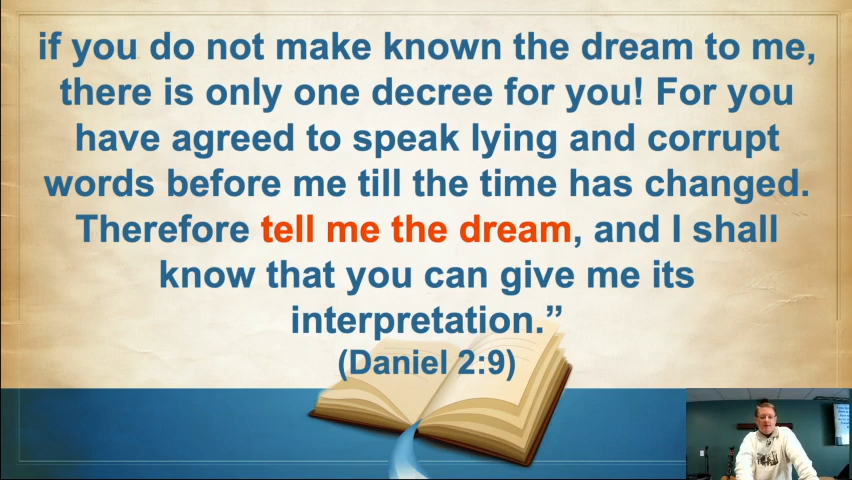 if you do not make known the dream to me,
there is only one decree for you! For you
have agreed to speak lying and corrupt
words before me till the time has changed.
Therefore tell me the dream, and I shall
know that you can give me its
interpretation.”
(Daniel 2:9)